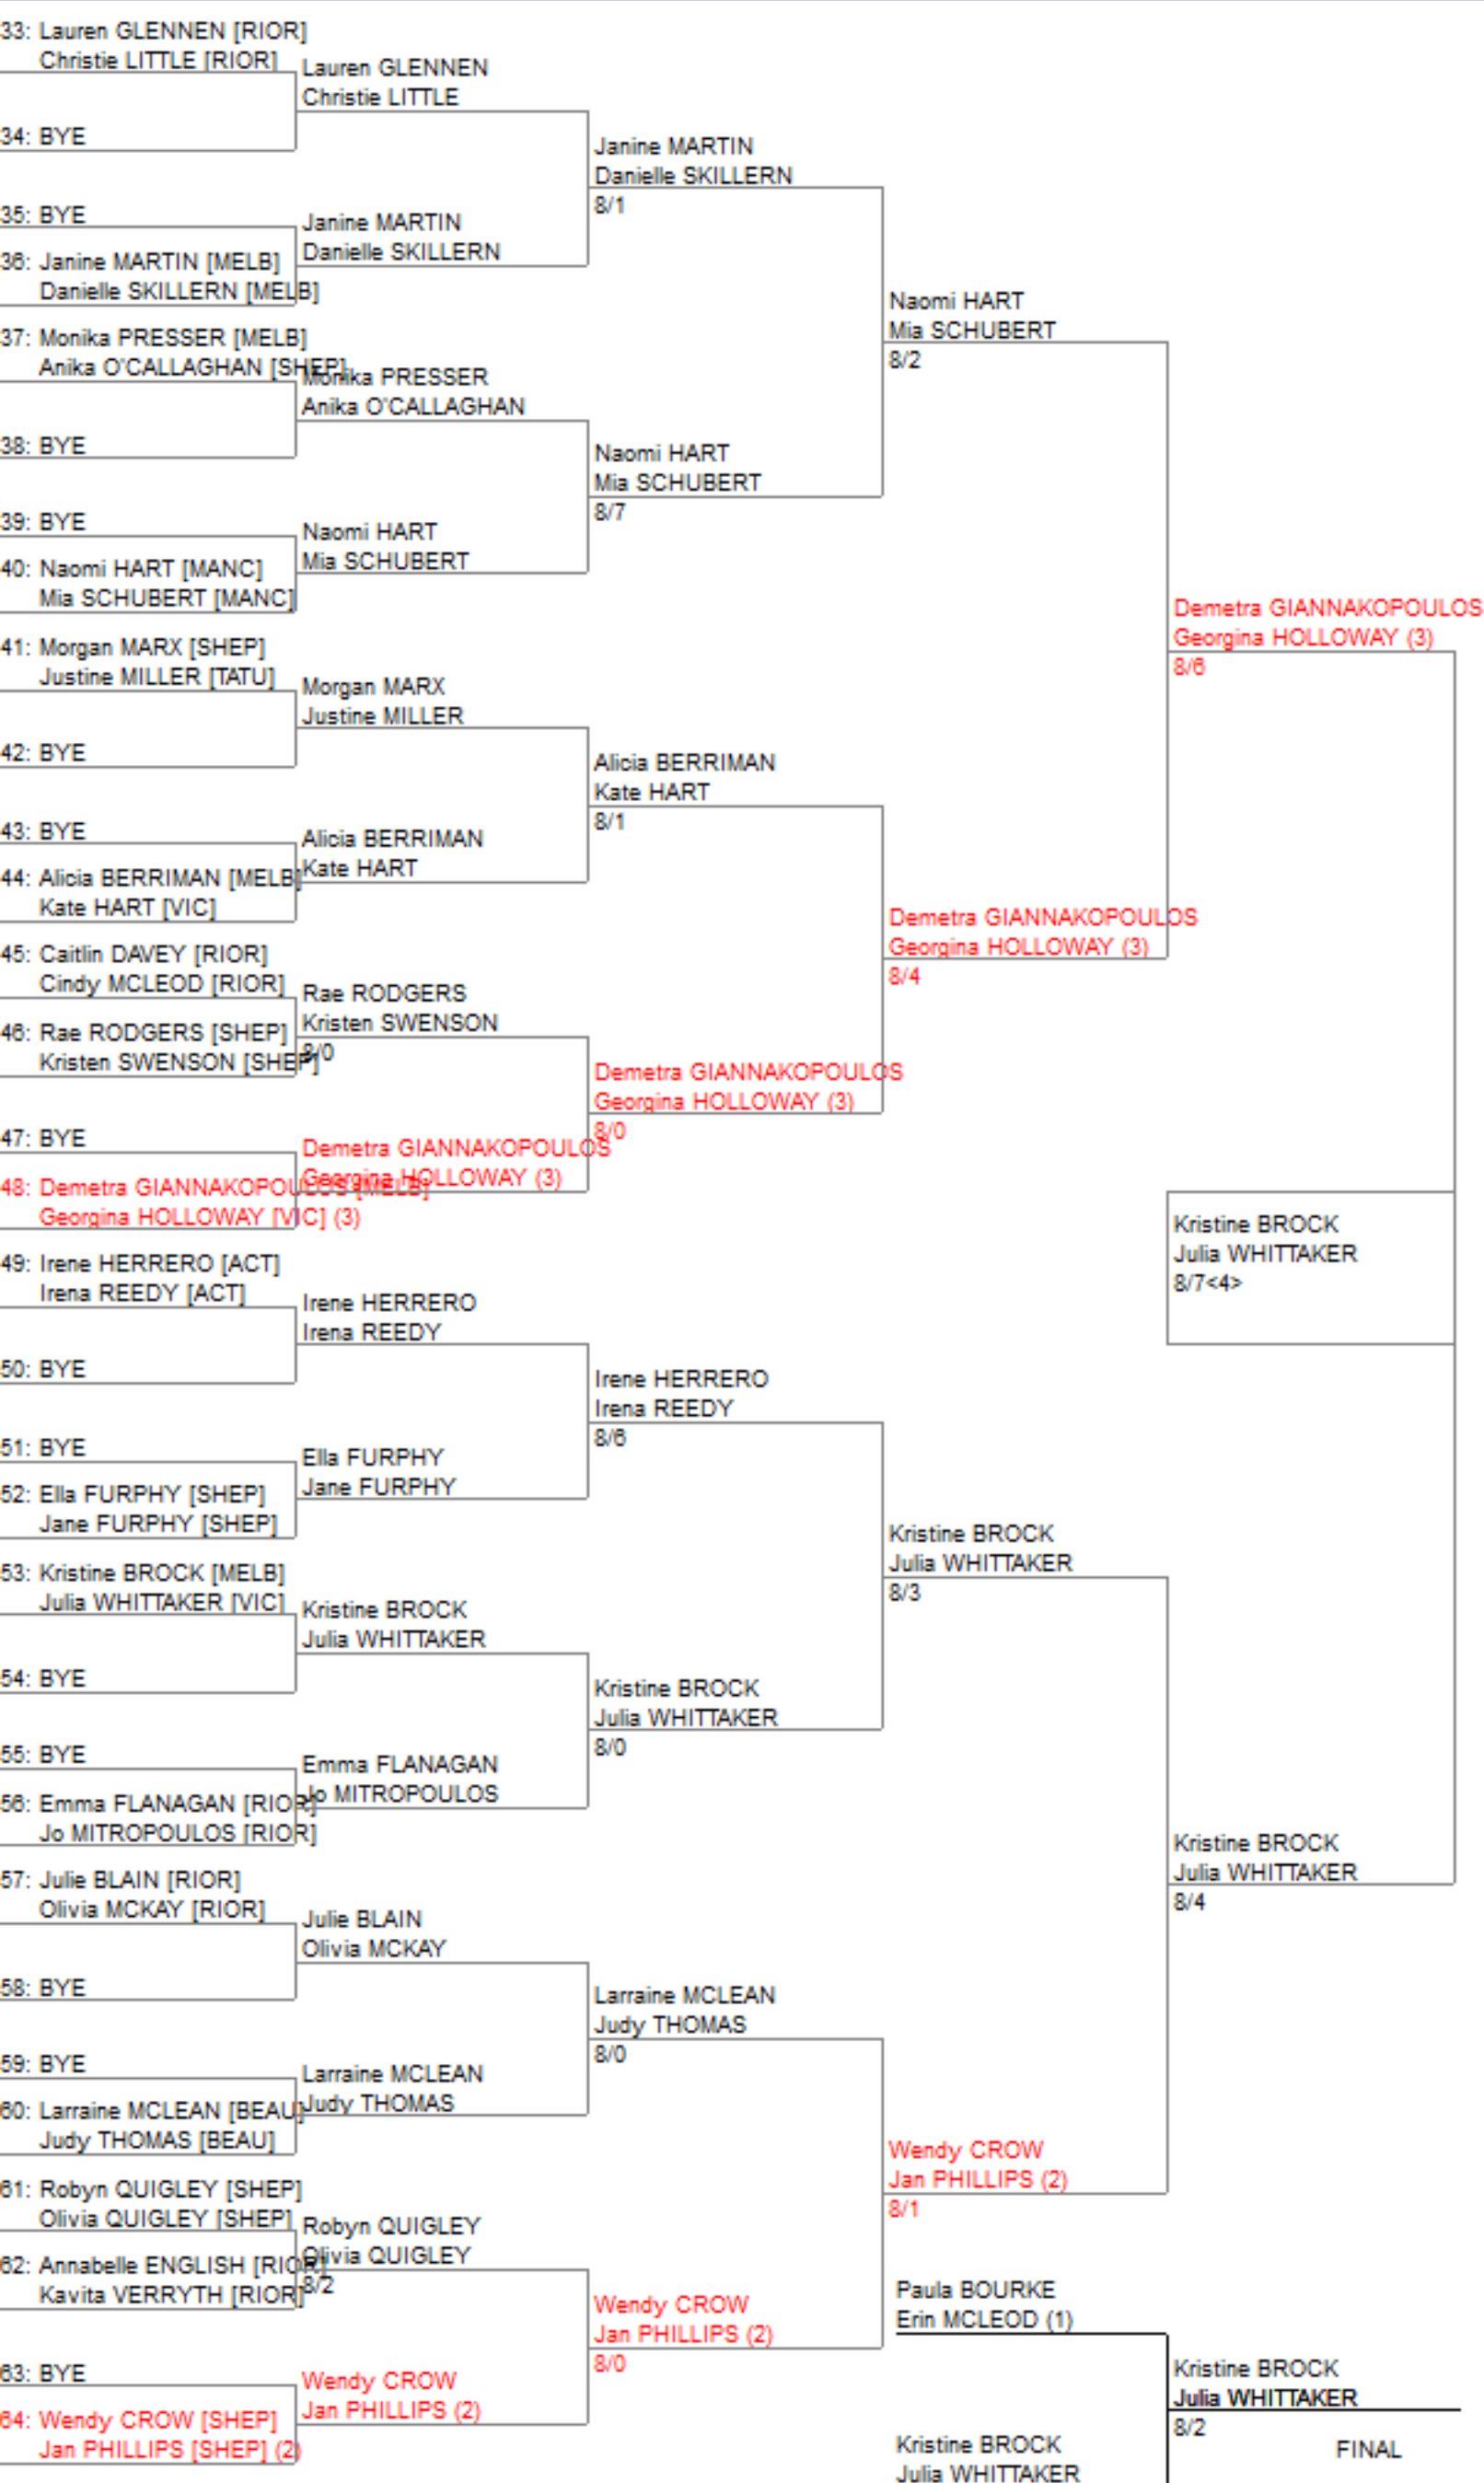 33: Lauren GLENNEN [RIOR]
Christie LITTLE [RIOR]
34: BYE
35: BYE
36: Janine MARTIN [MELB]
Danielle SKILLERN [MELB]
37: Monika PRESSER [MELB]
Anika O'CALLAGHAN [SHEP]
38: BYE
39: BYE
40: Naomi HART [MANC]
Mia SCHUBERT [MANC]
41: Morgan MARX [SHEP]
Justine MILLER [TATU]
42: BYE
43: BYE
44: Alicia BERRIMAN [MELB]
Kate HART [VIC]
45: Caitlin DAVEY [RIOR]
Cindy MCLEOD [RIOR]
46: Rae RODGERS [SHEP]
Kristen SWENSON [SHEP]
47: BYE
48: Demetra GIANNAKOPOULOS [MELB]
Georgina HOLLOWAY [VIC] (3)
49: Irene HERRERO [ACT]
Irena REEDY [ACT]
50: BYE
51: BYE
52: Ella FURPHY [SHEP]
Jane FURPHY [SHEP]
53: Kristine BROCK [MELB]
Julia WHITTAKER [VIC]
54: BYE
55: BYE
56: Emma FLANAGAN [RIOR]
Jo MITROPOULOS [RIOR]
57: Julie BLAIN [RIOR]
Olivia MCKAY [RIOR]
58: BYE
59: BYE
60: Larraine MCLEAN [BEAU]
Judy THOMAS [BEAU]
61: Robyn QUIGLEY [SHEP]
Olivia QUIGLEY [SHEP]
62: Annabelle ENGLISH [RIOR]
Kavita VERRYTH [RIOR]
63: BYE
64: Wendy CROW [SHEP]
Jan PHILLIPS [SHEP] (2)
Lauren GLENNEN
Christie LITTLE
Janine MARTIN
Danielle SKILLERN
Monika PRESSER
Anika O'CALLAGHAN
Naomi HART
Mia SCHUBERT
Morgan MARX
Justine MILLER
Alicia BERRIMAN
Kate HART
Rae RODGERS
Kristen SWENSON
8/0
Demetra GIANNAKOPOULOS
Georgina HOLLOWAY (3)
Irene HERRERO
Irena REEDY
Ella FURPHY
Jane FURPHY
Kristine BROCK
Julia WHITTAKER
Emma FLANAGAN
Jo MITROPOULOS
Julie BLAIN
Olivia MCKAY
Larraine MCLEAN
Judy THOMAS
Robyn QUIGLEY
Olivia QUIGLEY
8/2
Wendy CROW
Jan PHILLIPS (2)
Janine MARTIN
Danielle SKILLERN
8/1
Naomi HART
Mia SCHUBERT
8/7
Alicia BERRIMAN
Kate HART
8/1
Demetra GIANNAKOPOULOS
Georgina HOLLOWAY (3)
8/0
Irene HERRERO
Irena REEDY
8/6
Kristine BROCK
Julia WHITTAKER
8/0
Larraine MCLEAN
Judy THOMAS
8/0
Wendy CROW
Jan PHILLIPS (2)
8/0
Naomi HART
Mia SCHUBERT
8/2
Demetra GIANNAKOPOULOS
Georgina HOLLOWAY (3)
8/4
Kristine BROCK
Julia WHITTAKER
8/3
Wendy CROW
Jan PHILLIPS (2)
8/1
Demetra GIANNAKOPOULOS
Georgina HOLLOWAY (3)
8/6
Kristine BROCK
Julia WHITTAKER
8/7<4>
Kristine BROCK
Julia WHITTAKER
8/4
Paula BOURKE
Erin MCLEOD (1)
Kristine BROCK
Julia WHITTAKER
Kristine BROCK
Julia WHITTAKER
8/2
FINAL